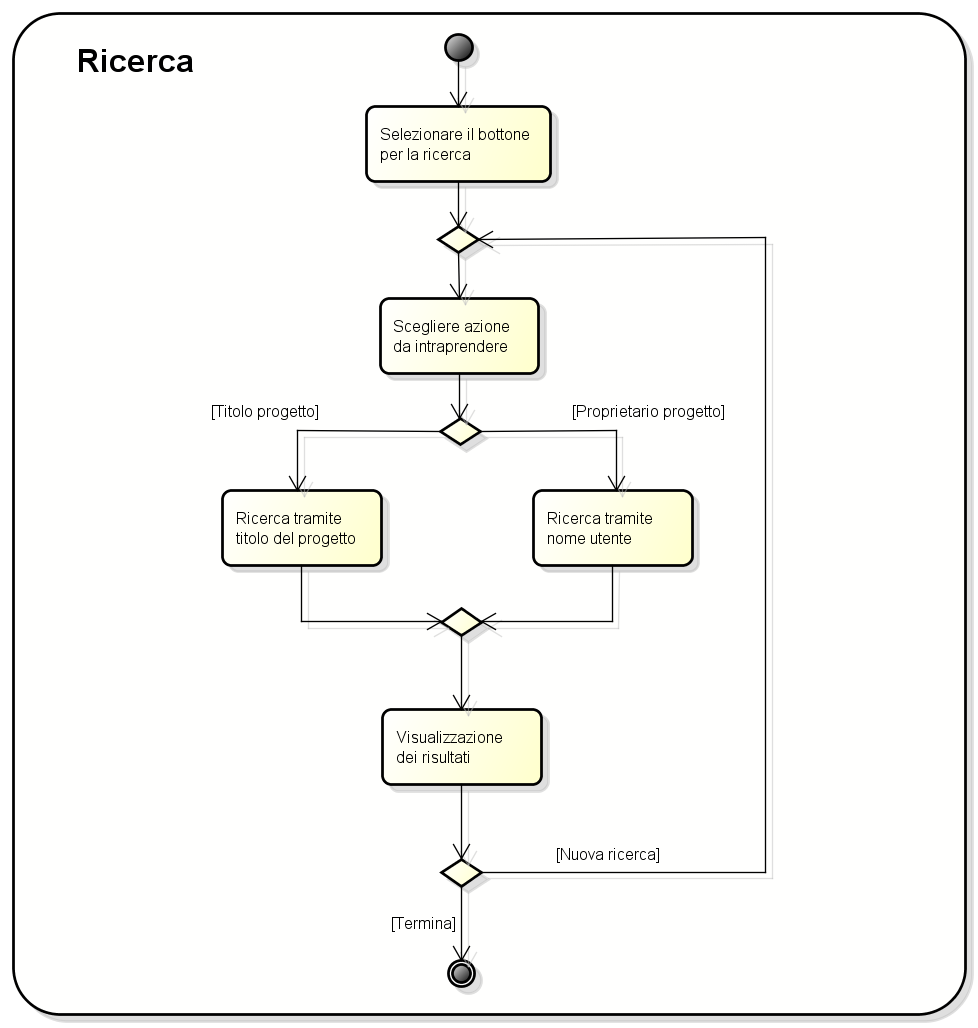 Ricerca
Selezionare il bottone
per la ricerca
Scegliere azione
da intraprendere
[Titolo progetto]
[Proprietario progetto]
Ricerca tramite
titolo del progetto
Ricerca tramite
nome utente
Visualizzazione
dei risultati
[Nuova ricerca]
[Termina]